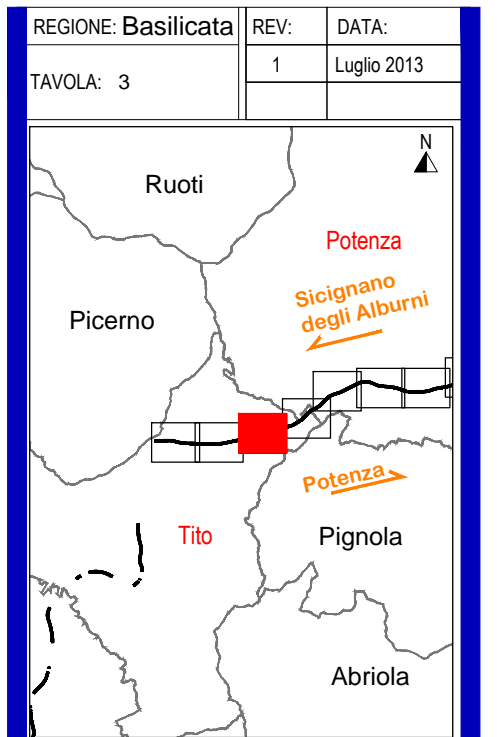 REGIONE: Basilicata
REV:
DATA:
TAVOLA: 3
1
Luglio 2013
N
Ruoti
Potenza
Sicignano
degli Alburni
Picerno
Potenza
Tito
Pignola
Abriola